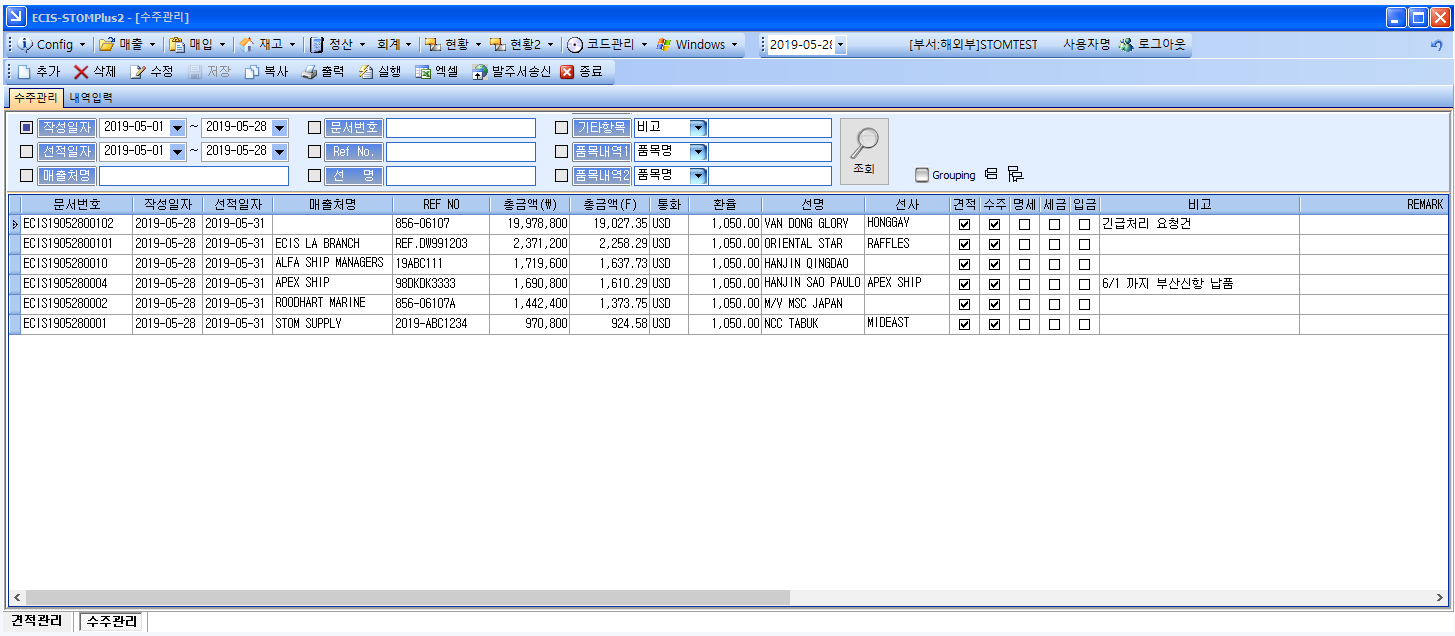 ECIS-STOMPlus2 - [수주관리]
Config 매출 매입 재고 정산 회계 현황 현황2 코드관리 Windows 2019-05-28 [부서:해외부]STOMTEST 사용자명 로그아웃
추가 삭제 수정 저장 복사 출력 실행 엑셀 발주서송신 종료
수주관리 내역입력
작성일자 2019-05-01 ~ 2019-05-28 문서번호 기타항목 비고
선적일자 2019-05-01 ~ 2019-05-28 Ref No. 품목내역1 품목명
매출처명 선 명 품목내역2 품목명
조회
Grouping
문서번호 작성일자 선적일자 매출처명 REF NO 총금액(₩) 총금액(F) 통화 환율 선명 선사 견적 수주 명세 세금 입금 비고 REMARK
ECIS19052800102 2019-05-28 2019-05-31 856-06107 19,978,800 19,027.35 USD 1,050.00 VAN DONG GLORY HONGGAY 긴급처리 요청건
ECIS19052800101 2019-05-28 2019-05-31 ECIS LA BRANCH REF.DW991203 2,371,200 2,258.29 USD 1,050.00 ORIENTAL STAR RAFFLES
ECIS1905280010 2019-05-28 2019-05-31 ALFA SHIP MANAGERS 19ABC111 1,719,600 1,637.73 USD 1,050.00 HANJIN QINGDAO
ECIS1905280004 2019-05-28 2019-05-31 APEX SHIP 98DKDK3333 1,690,800 1,610.29 USD 1,050.00 HANJIN SAO PAULO APEX SHIP 6/1 까지 부산신항 납품
ECIS1905280002 2019-05-28 2019-05-31 ROODHART MARINE 856-06107A 1,442,400 1,373.75 USD 1,050.00 M/V MSC JAPAN
ECIS1905280001 2019-05-28 2019-05-31 STOM SUPPLY 2019-ABC1234 970,800 924.58 USD 1,050.00 NCC TABUK MIDEAST
견적관리 수주관리